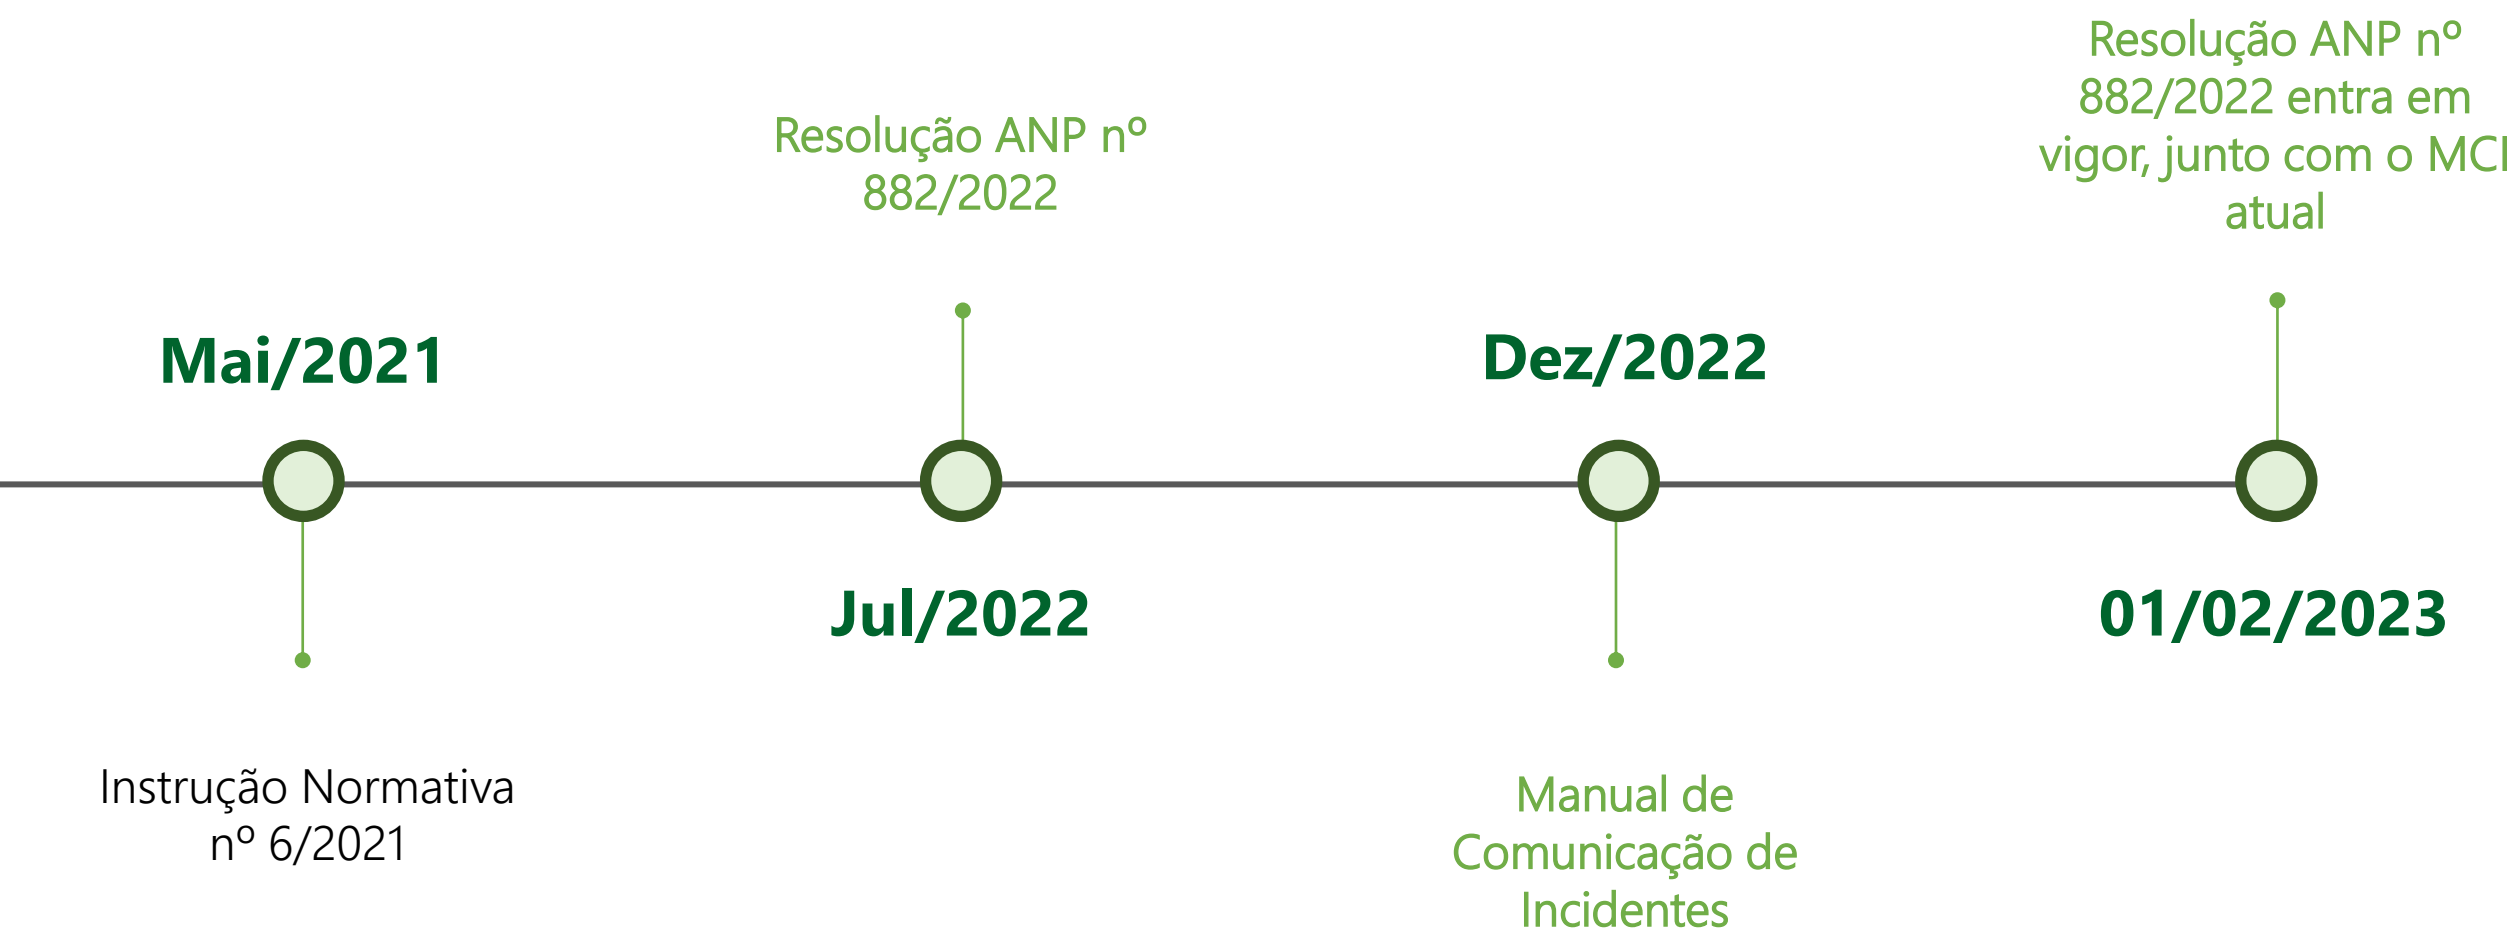 Mai/2021
Instrução Normativa
nº 6/2021
Resolução ANP nº
882/2022
Jul/2022
Dez/2022
Manual de
Comunicação de
Incidentes
Resolução ANP nº
882/2022 entra em
vigor, junto com o MCI
atual
01/02/2023